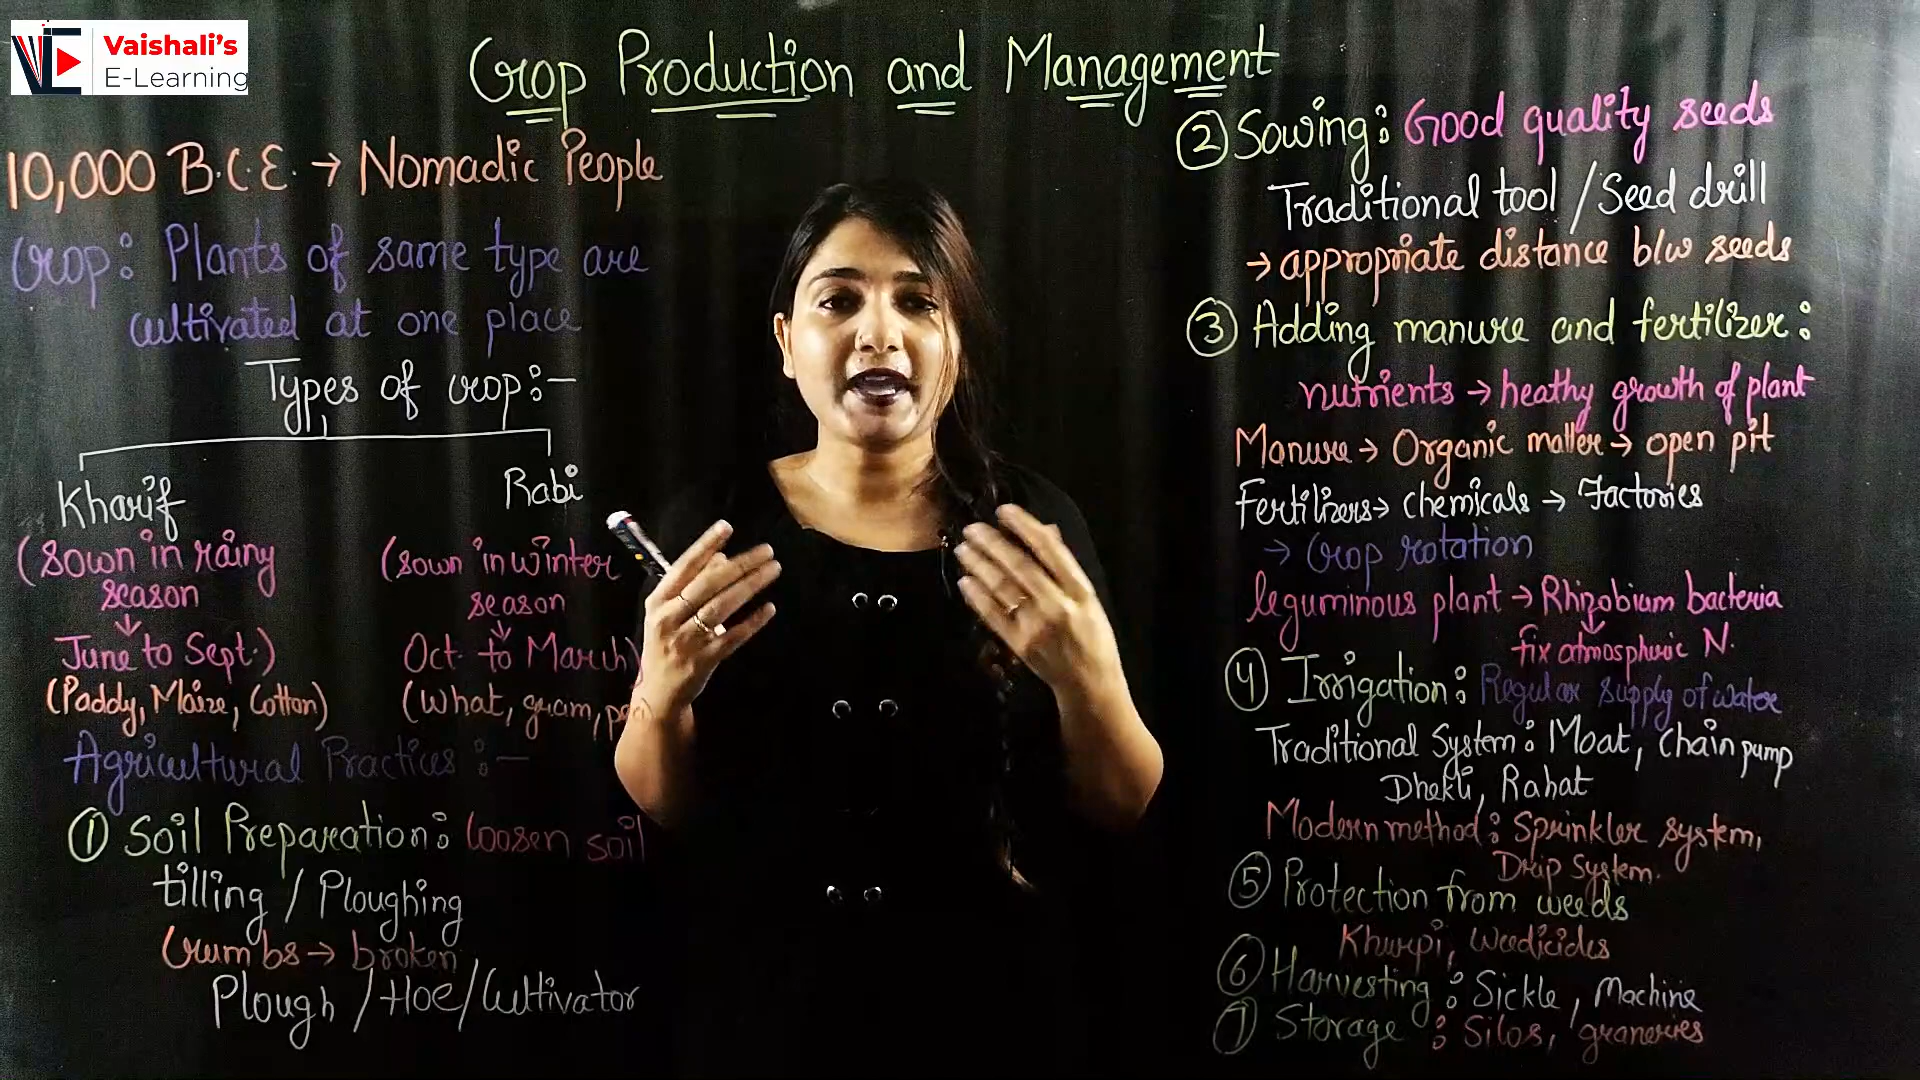 Vaishali's
E-Learning
Crop Production and Management
10,000 B.C.E. → Nomadic People
Crop: Plants of same type are
cultivated at one place
Types of crop:-
Kharif
(sown in rainy
season
June to Sept.)
(Paddy, Maize, Cotton)
Rabi
(sown in winter
season
Oct. to March)
(What, gram,
Agricultural Practices :-
① Soil Preparation: loosen soil
tilling / Ploughing
Crumbs → broken
Plough / Hoe / Cultivator
② Sowing: Good quality seeds
Traditional tool / Seed drill
→ appropriate distance b/w seeds
③ Adding manure and fertilizer:
nutrients → heathy growth of plant
Manure → Organic matter → open pit
Fertilizers → chemicals → Factories
→ Crop rotation
leguminous plant → Rhizobium bacteria
fix atmospheric N.
④ Irrigation: Regular supply of water
Traditional System: Moat, Chain pump
Dhekli, Rahat
Modern method: Sprinkler system,
Drip System.
⑤ Protection from weeds
Khurpi, Weedicides
⑥ Harvesting: Sickle, Machine
⑦ Storage: Silos, graneries